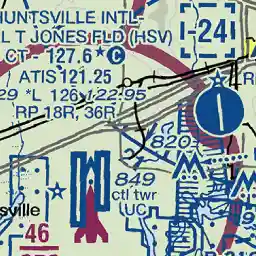 HUNTSVILLE INTL-
L T JONES FLD (HSV)
CT - 127.6 C
ATIS 121.25
29 *L 126 122.95
RP 18R, 36R
-24
820
849
ctl twr
UC
sville
46